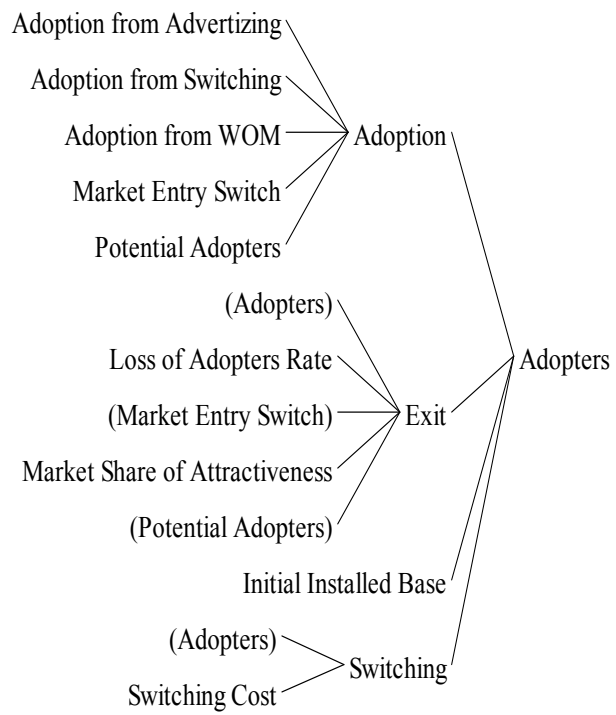 Adoption from Advertizing
Adoption from Switching
Adoption from WOM
Adoption
Market Entry Switch
Potential Adopters
(Adopters)
Loss of Adopters Rate
Adopters
(Market Entry Switch)
Exit
Market Share of Attractiveness
(Potential Adopters)
Initial Installed Base
(Adopters)
Switching
Switching Cost